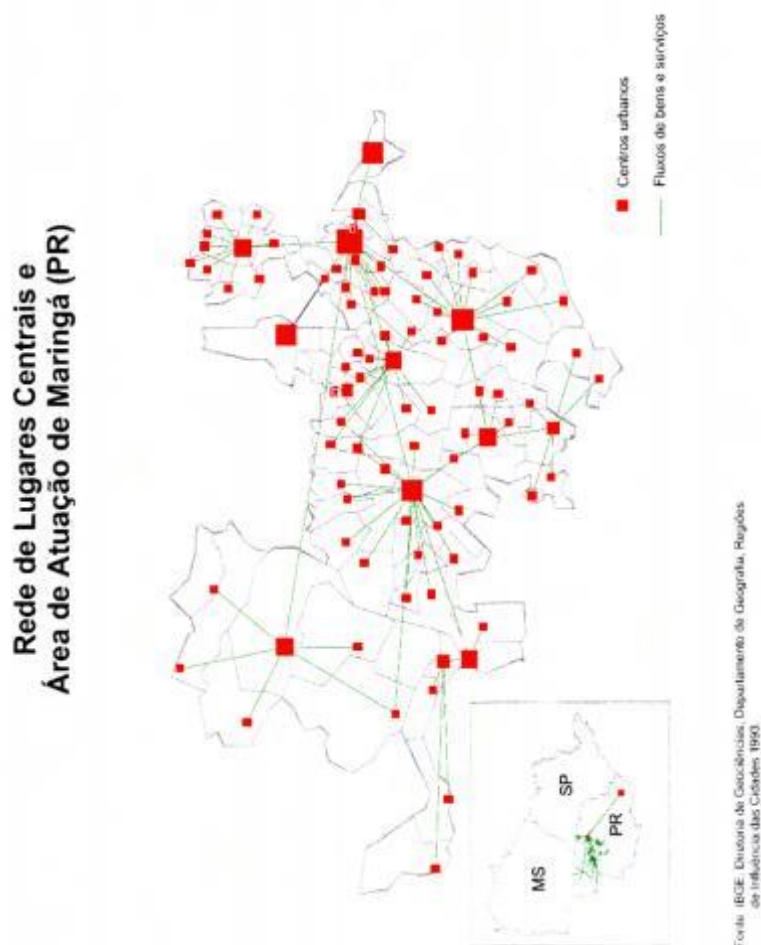 Rede de Lugares Centrais e
Área de Atuação de Maringá (PR)
Centros urbanos
Fluxos de bens e serviços
MS
SP
PR
Fonte: IBGE, Diretoria de Geociências, Departamento de Geografia, Regiões
de Influência das Cidades 1993.